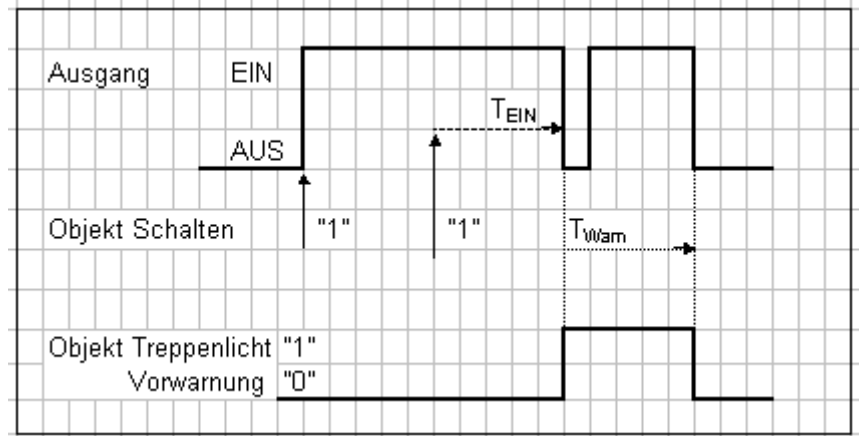 Ausgang EIN
T_EIN
AUS
Objekt Schalten "1" "1" T_Warn
Objekt Treppenlicht "1"
Vorwarnung "0"